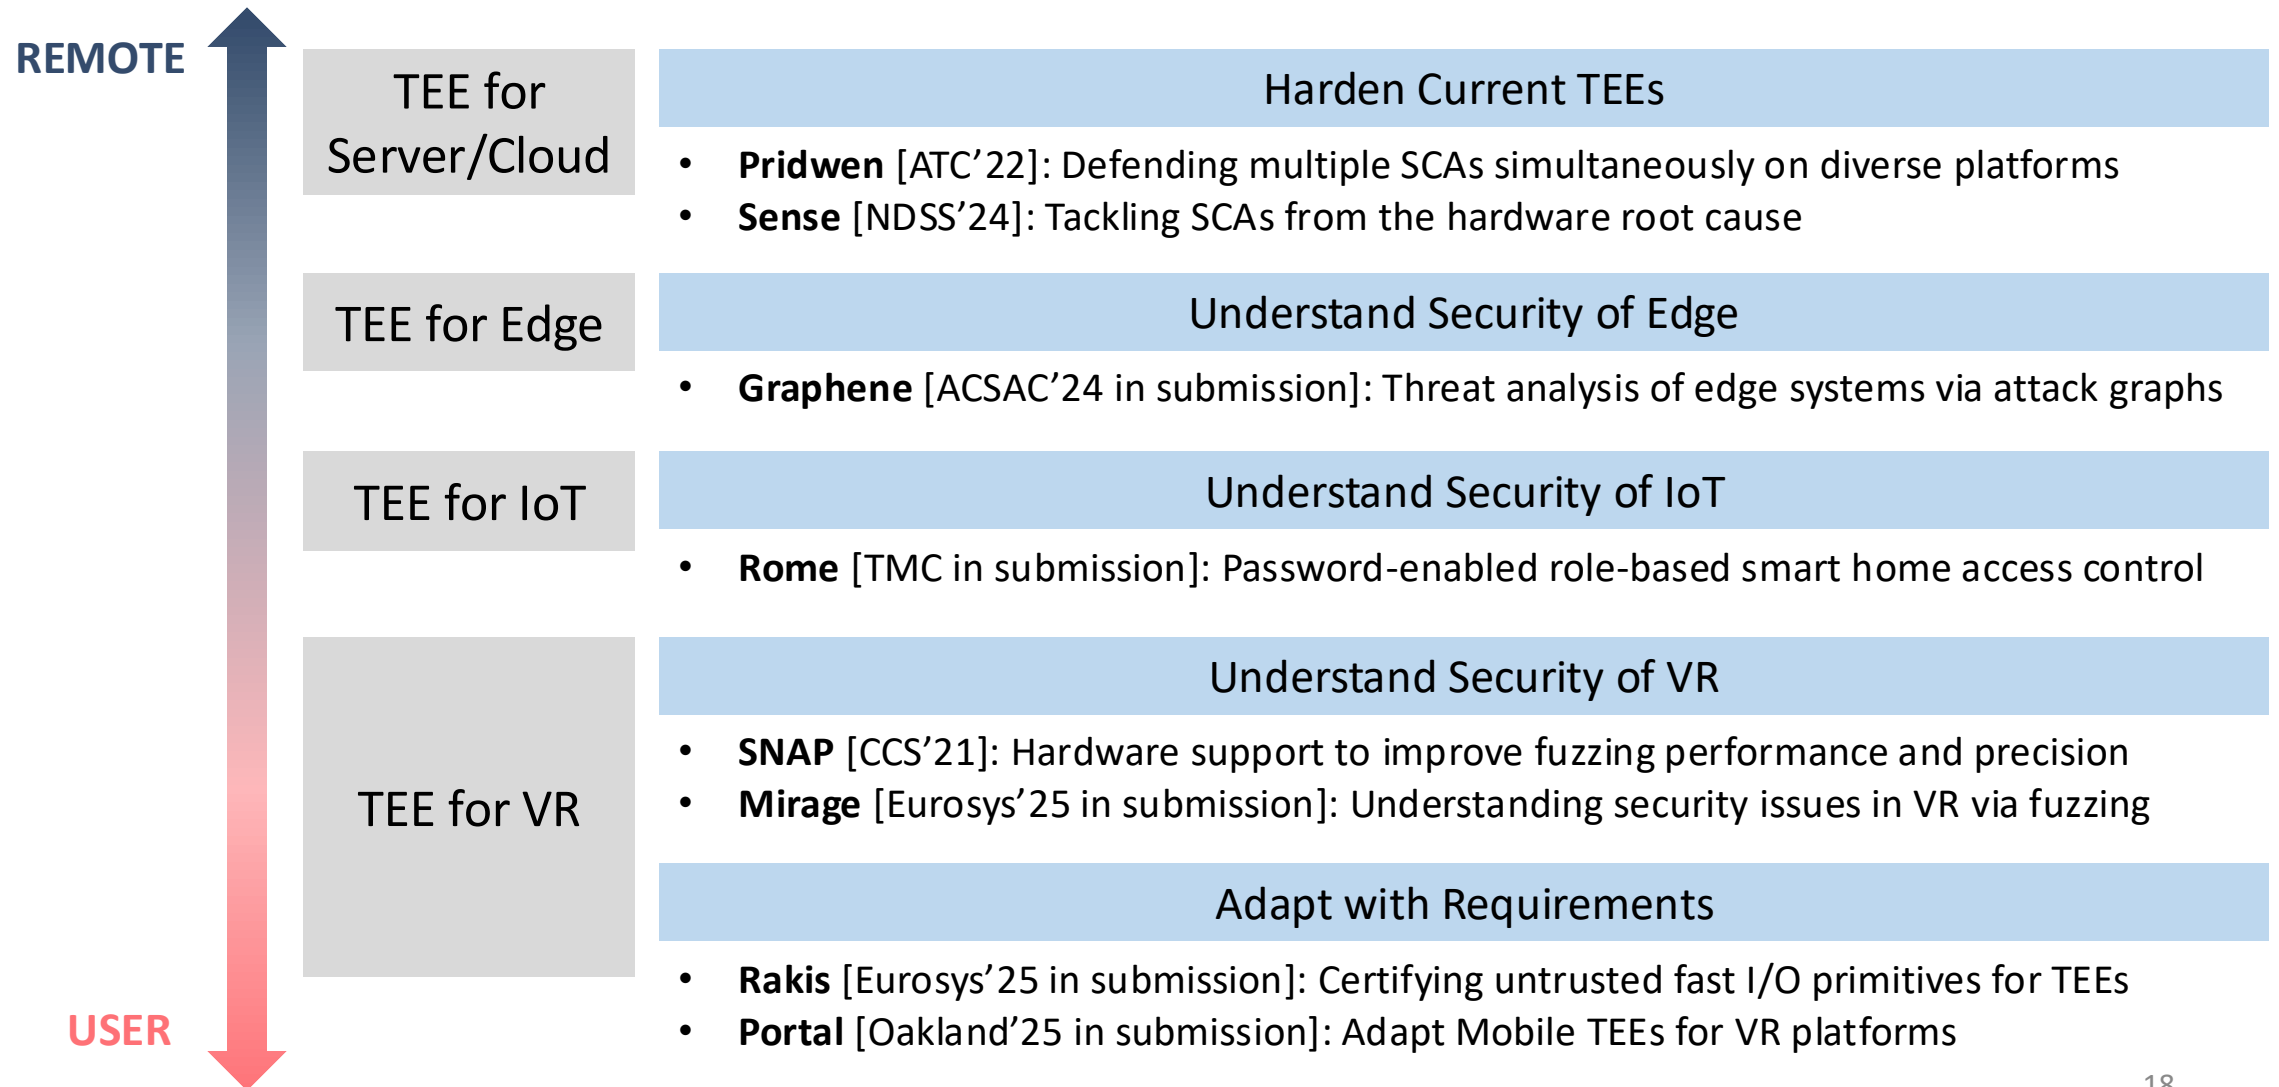 REMOTE
TEE for
Server/Cloud
Harden Current TEEs
• Pridwen [ATC’22]: Defending multiple SCAs simultaneously on diverse platforms
• Sense [NDSS’24]: Tackling SCAs from the hardware root cause
TEE for Edge
Understand Security of Edge
• Graphene [ACSAC’24 in submission]: Threat analysis of edge systems via attack graphs
TEE for IoT
Understand Security of IoT
• Rome [TMC in submission]: Password-enabled role-based smart home access control
TEE for VR
Understand Security of VR
• SNAP [CCS’21]: Hardware support to improve fuzzing performance and precision
• Mirage [Eurosys’25 in submission]: Understanding security issues in VR via fuzzing
Adapt with Requirements
• Rakis [Eurosys’25 in submission]: Certifying untrusted fast I/O primitives for TEEs
• Portal [Oakland’25 in submission]: Adapt Mobile TEEs for VR platforms
USER
18